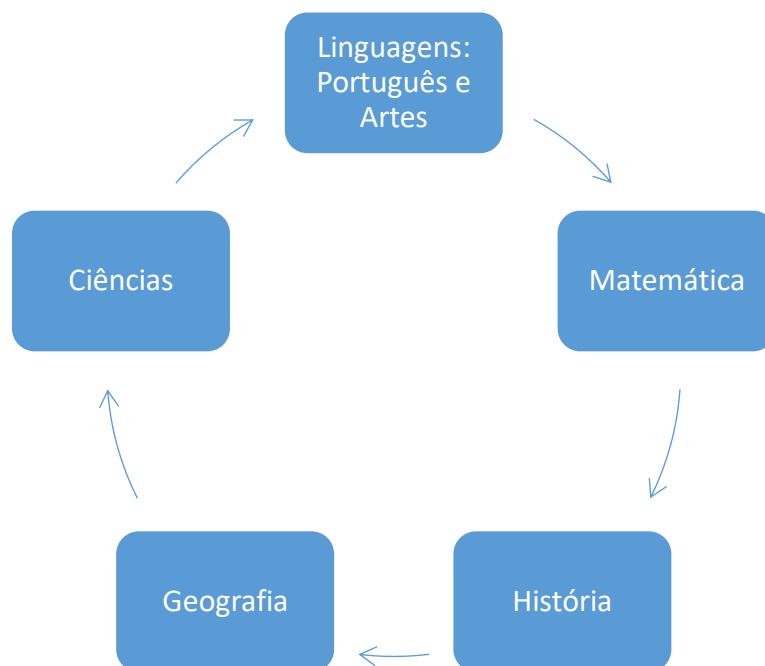 Linguagens:
Português e
Artes
Matemática
História
Geografia
Ciências